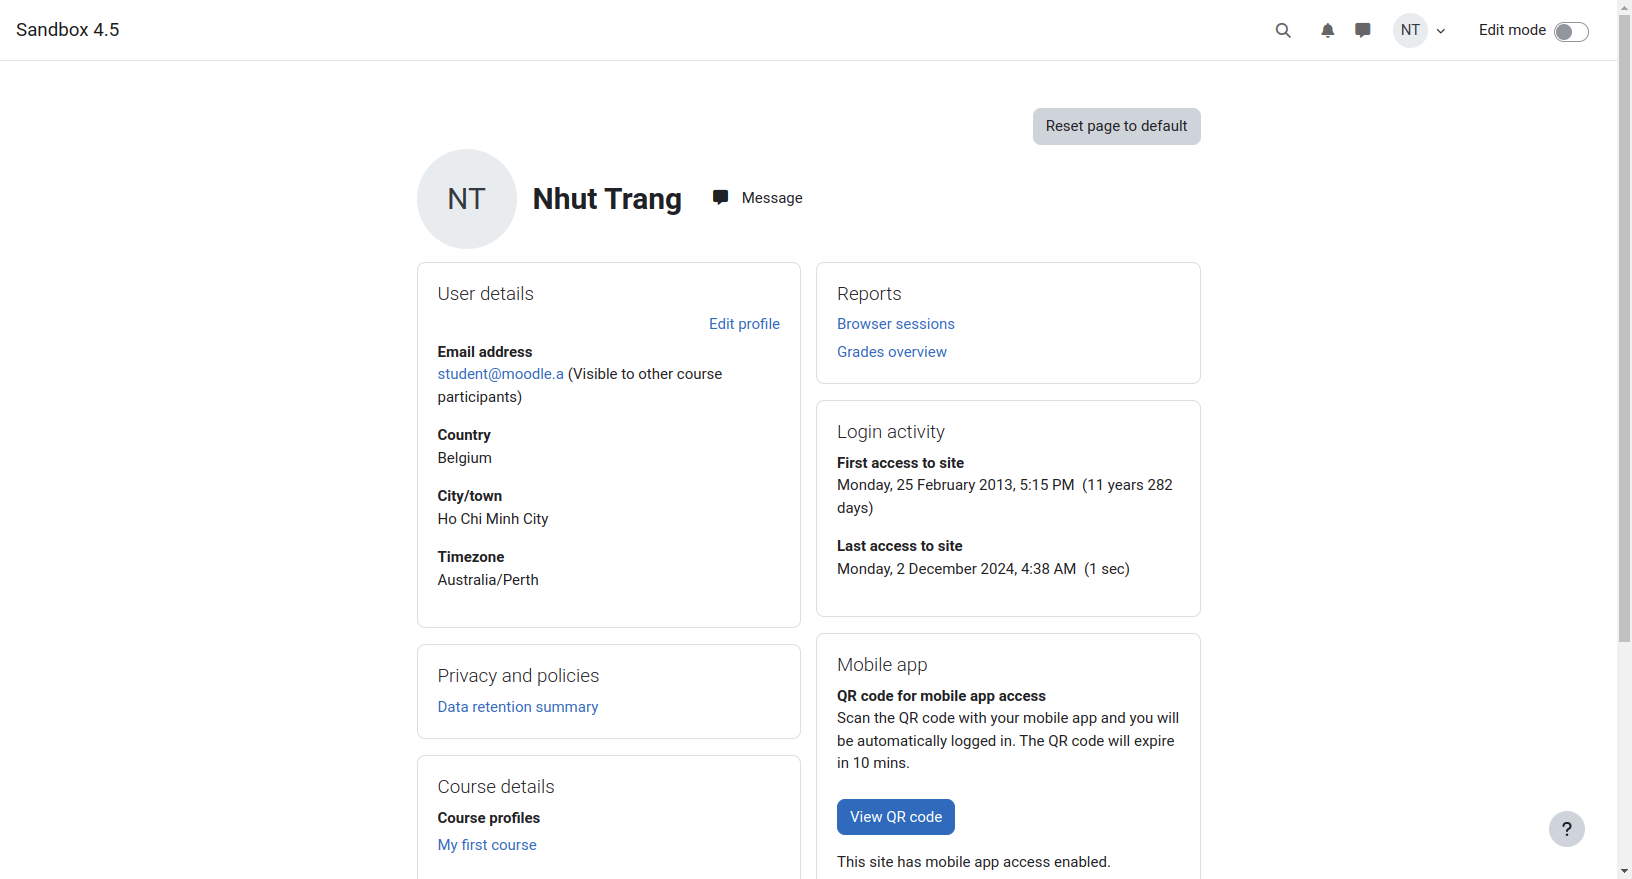 Sandbox 4.5
NT
Edit mode
Reset page to default
NT
Nhut Trang
Message
User details
Edit profile
Email address
student@moodle.a (Visible to other course
participants)
Country
Belgium
City/town
Ho Chi Minh City
Timezone
Australia/Perth
Privacy and policies
Data retention summary
Course details
Course profiles
My first course
Reports
Browser sessions
Grades overview
Login activity
First access to site
Monday, 25 February 2013, 5:15 PM  (11 years 282
days)
Last access to site
Monday, 2 December 2024, 4:38 AM  (1 sec)
Mobile app
QR code for mobile app access
Scan the QR code with your mobile app and you will
be automatically logged in. The QR code will expire
in 10 mins.
View QR code
This site has mobile app access enabled.
?